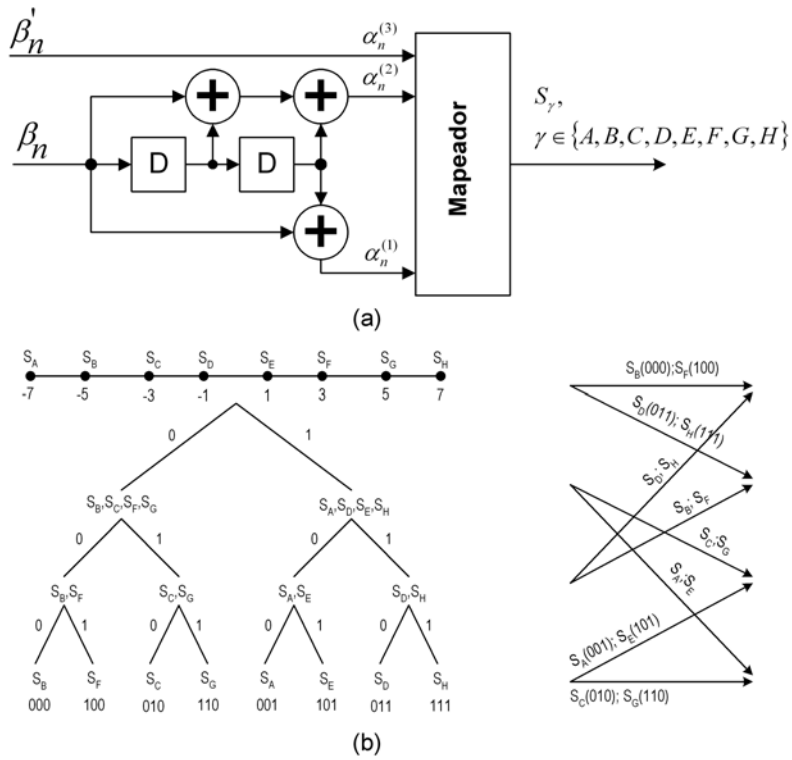 β'n αn(3)
αn(2)
Sγ,
γ ∈ {A, B, C, D, E, F, G, H}
βn D D
Mapeador
αn(1)
(a)
SA SB SC SD SE SF SG SH
-7 -5 -3 -1 1 3 5 7
0 1
SB,SC,SF,SG SA,SD,SE,SH
0 1 0 1
SB,SF SC,SG SA,SE SD,SH
0 1 0 1 0 1 0 1
SB SF SC SG SA SE SD SH
000 100 010 110 001 101 011 111
SB(000);SF(100)
SD(011); SH(111)
SD; SH
SB; SF
SC;SG
SA;SE
SA(001); SE(101)
SC(010); SG(110)
(b)